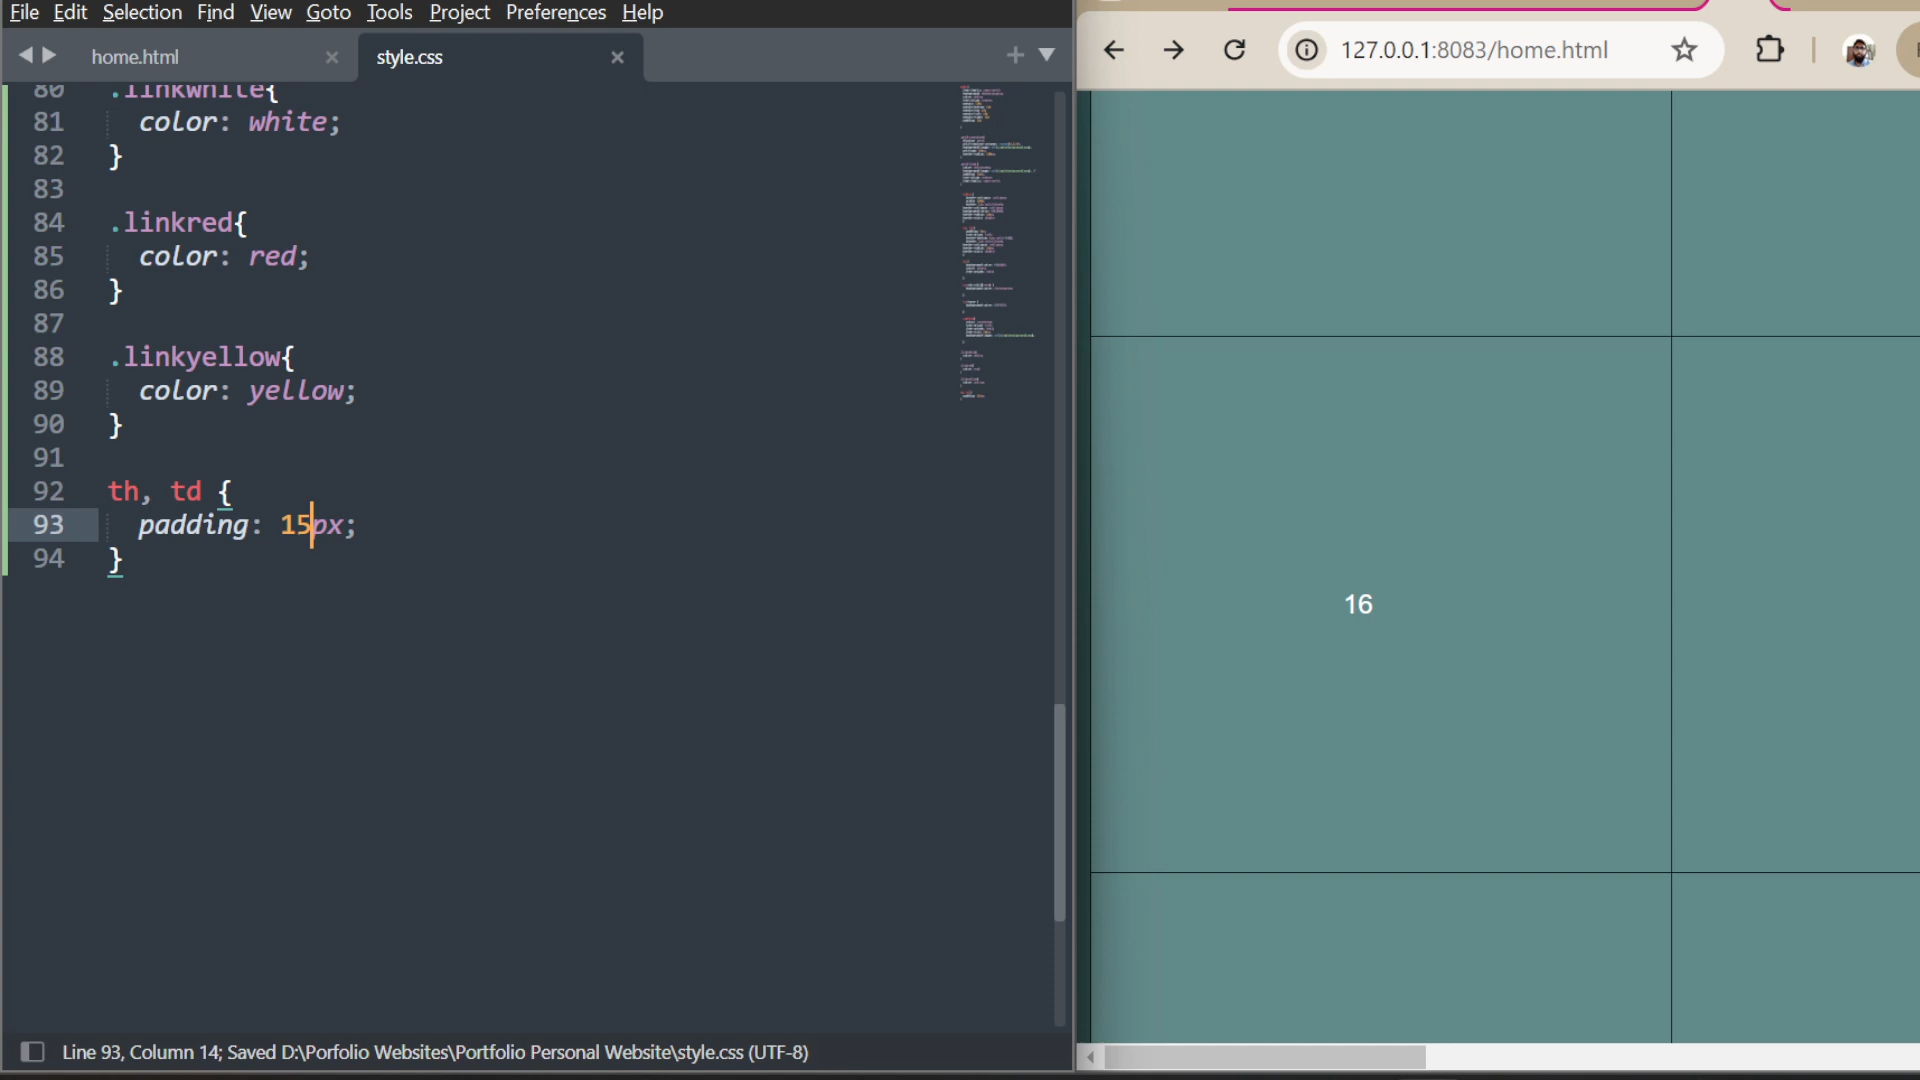 File Edit Selection Find View Goto Tools Project Preferences Help
home.html × style.css ×
127.0.0.1:8083/home.html
80 .linkwhite{
81 color: white;
82 }
83
84 .linkred{
85 color: red;
86 }
87
88 .linkyellow{
89 color: yellow;
90 }
91
92 th, td {
93 padding: 15px;
94 }
16
Line 93, Column 14; Saved D:\Porfolio Websites\Portfolio Personal Website\style.css (UTF-8)